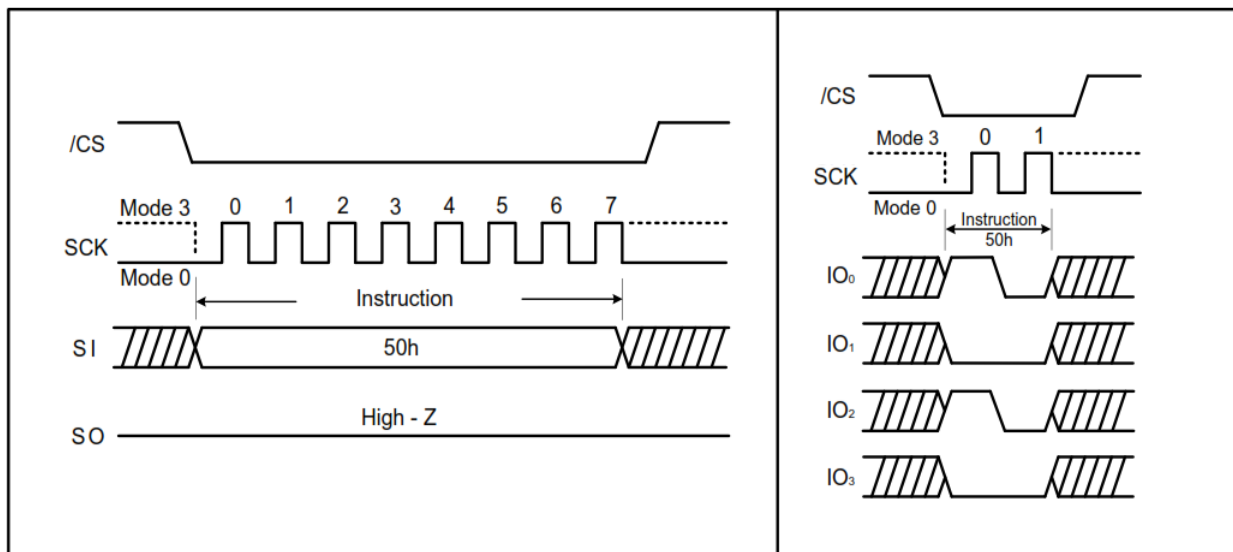 /CS
Mode 3
0 1 2 3 4 5 6 7
SCK
Mode 0
Instruction
SI
50h
High - Z
SO
/CS
Mode 3
0 1
SCK
Mode 0
Instruction
50h
IO₀
IO₁
IO₂
IO₃